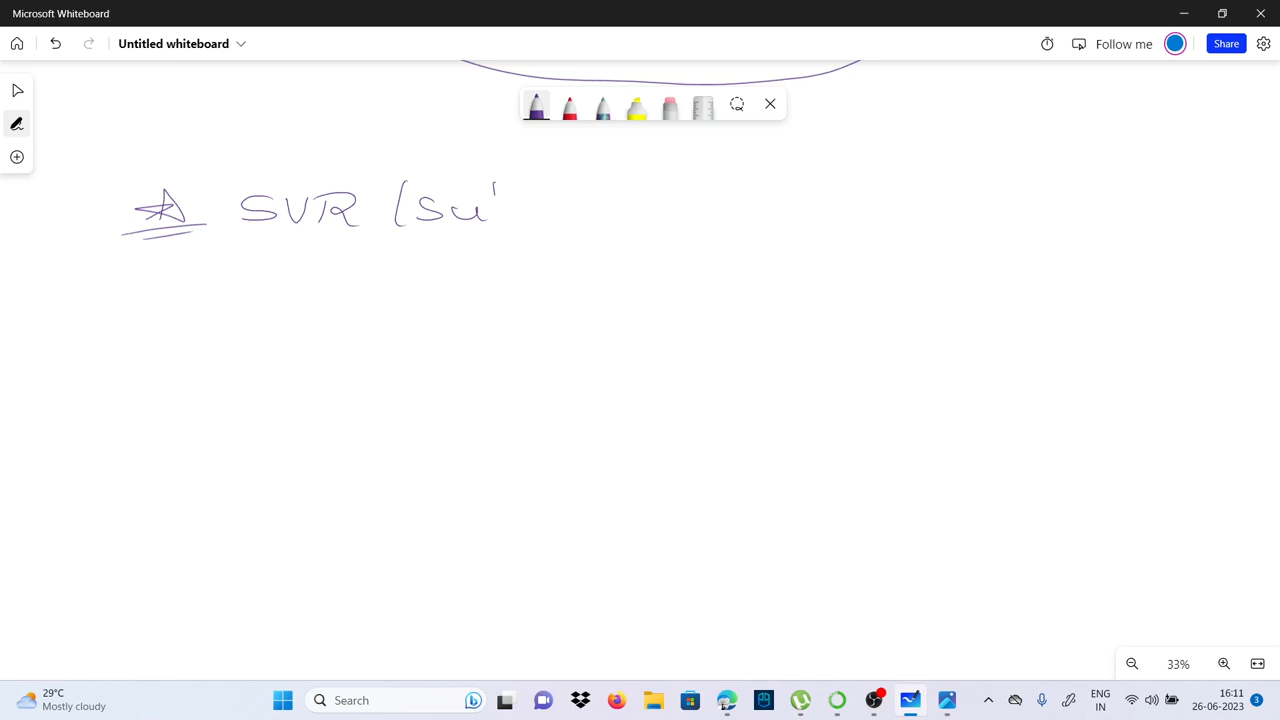 Microsoft Whiteboard
Untitled whiteboard
Follow me
Share
SVR (Su
33%
29°C
Mostly cloudy
Search
ENG
IN
16:11
26-06-2023
3